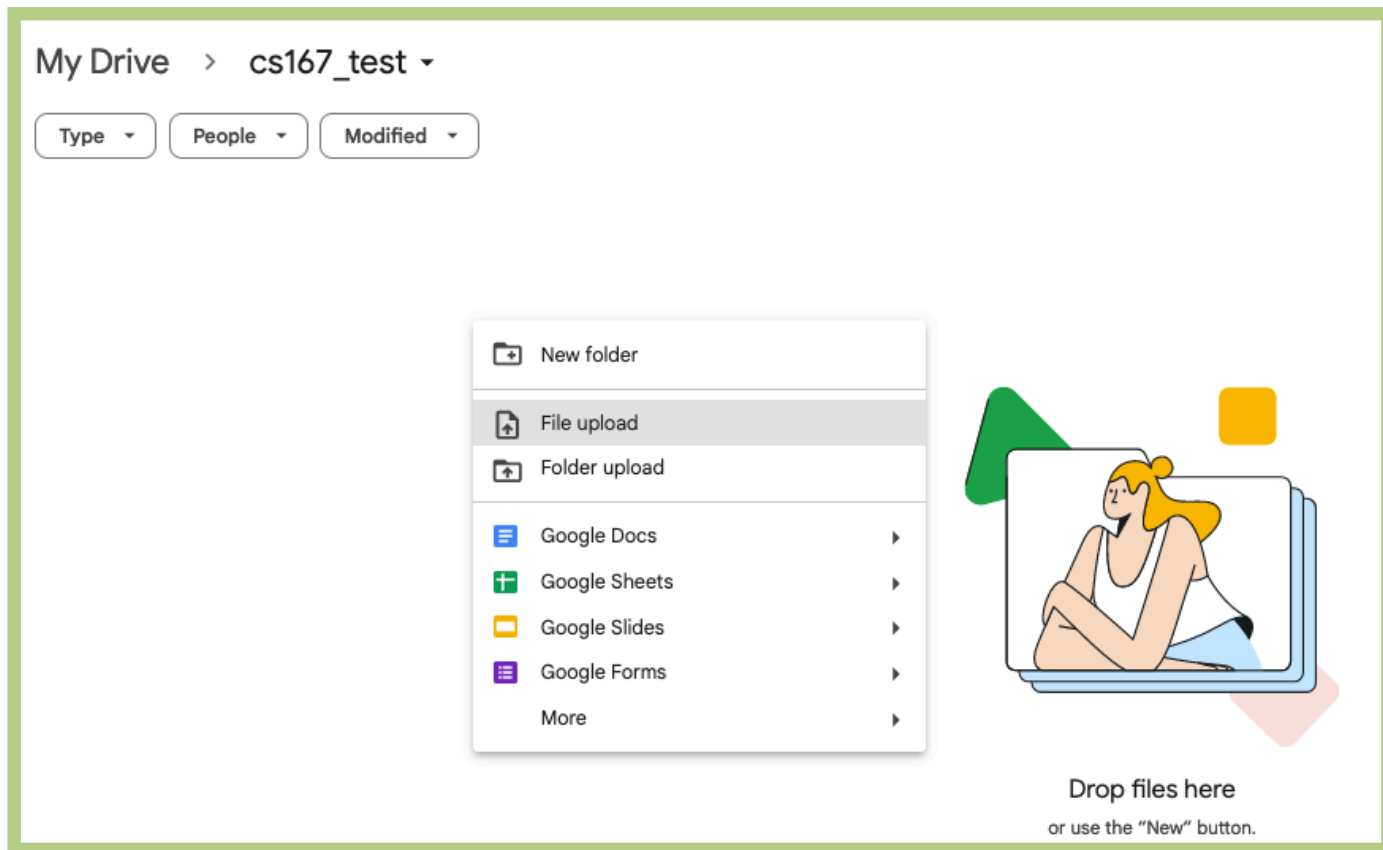 My Drive > cs167_test
Type People Modified
New folder
File upload
Folder upload
Google Docs
Google Sheets
Google Slides
Google Forms
More
Drop files here
or use the “New” button.